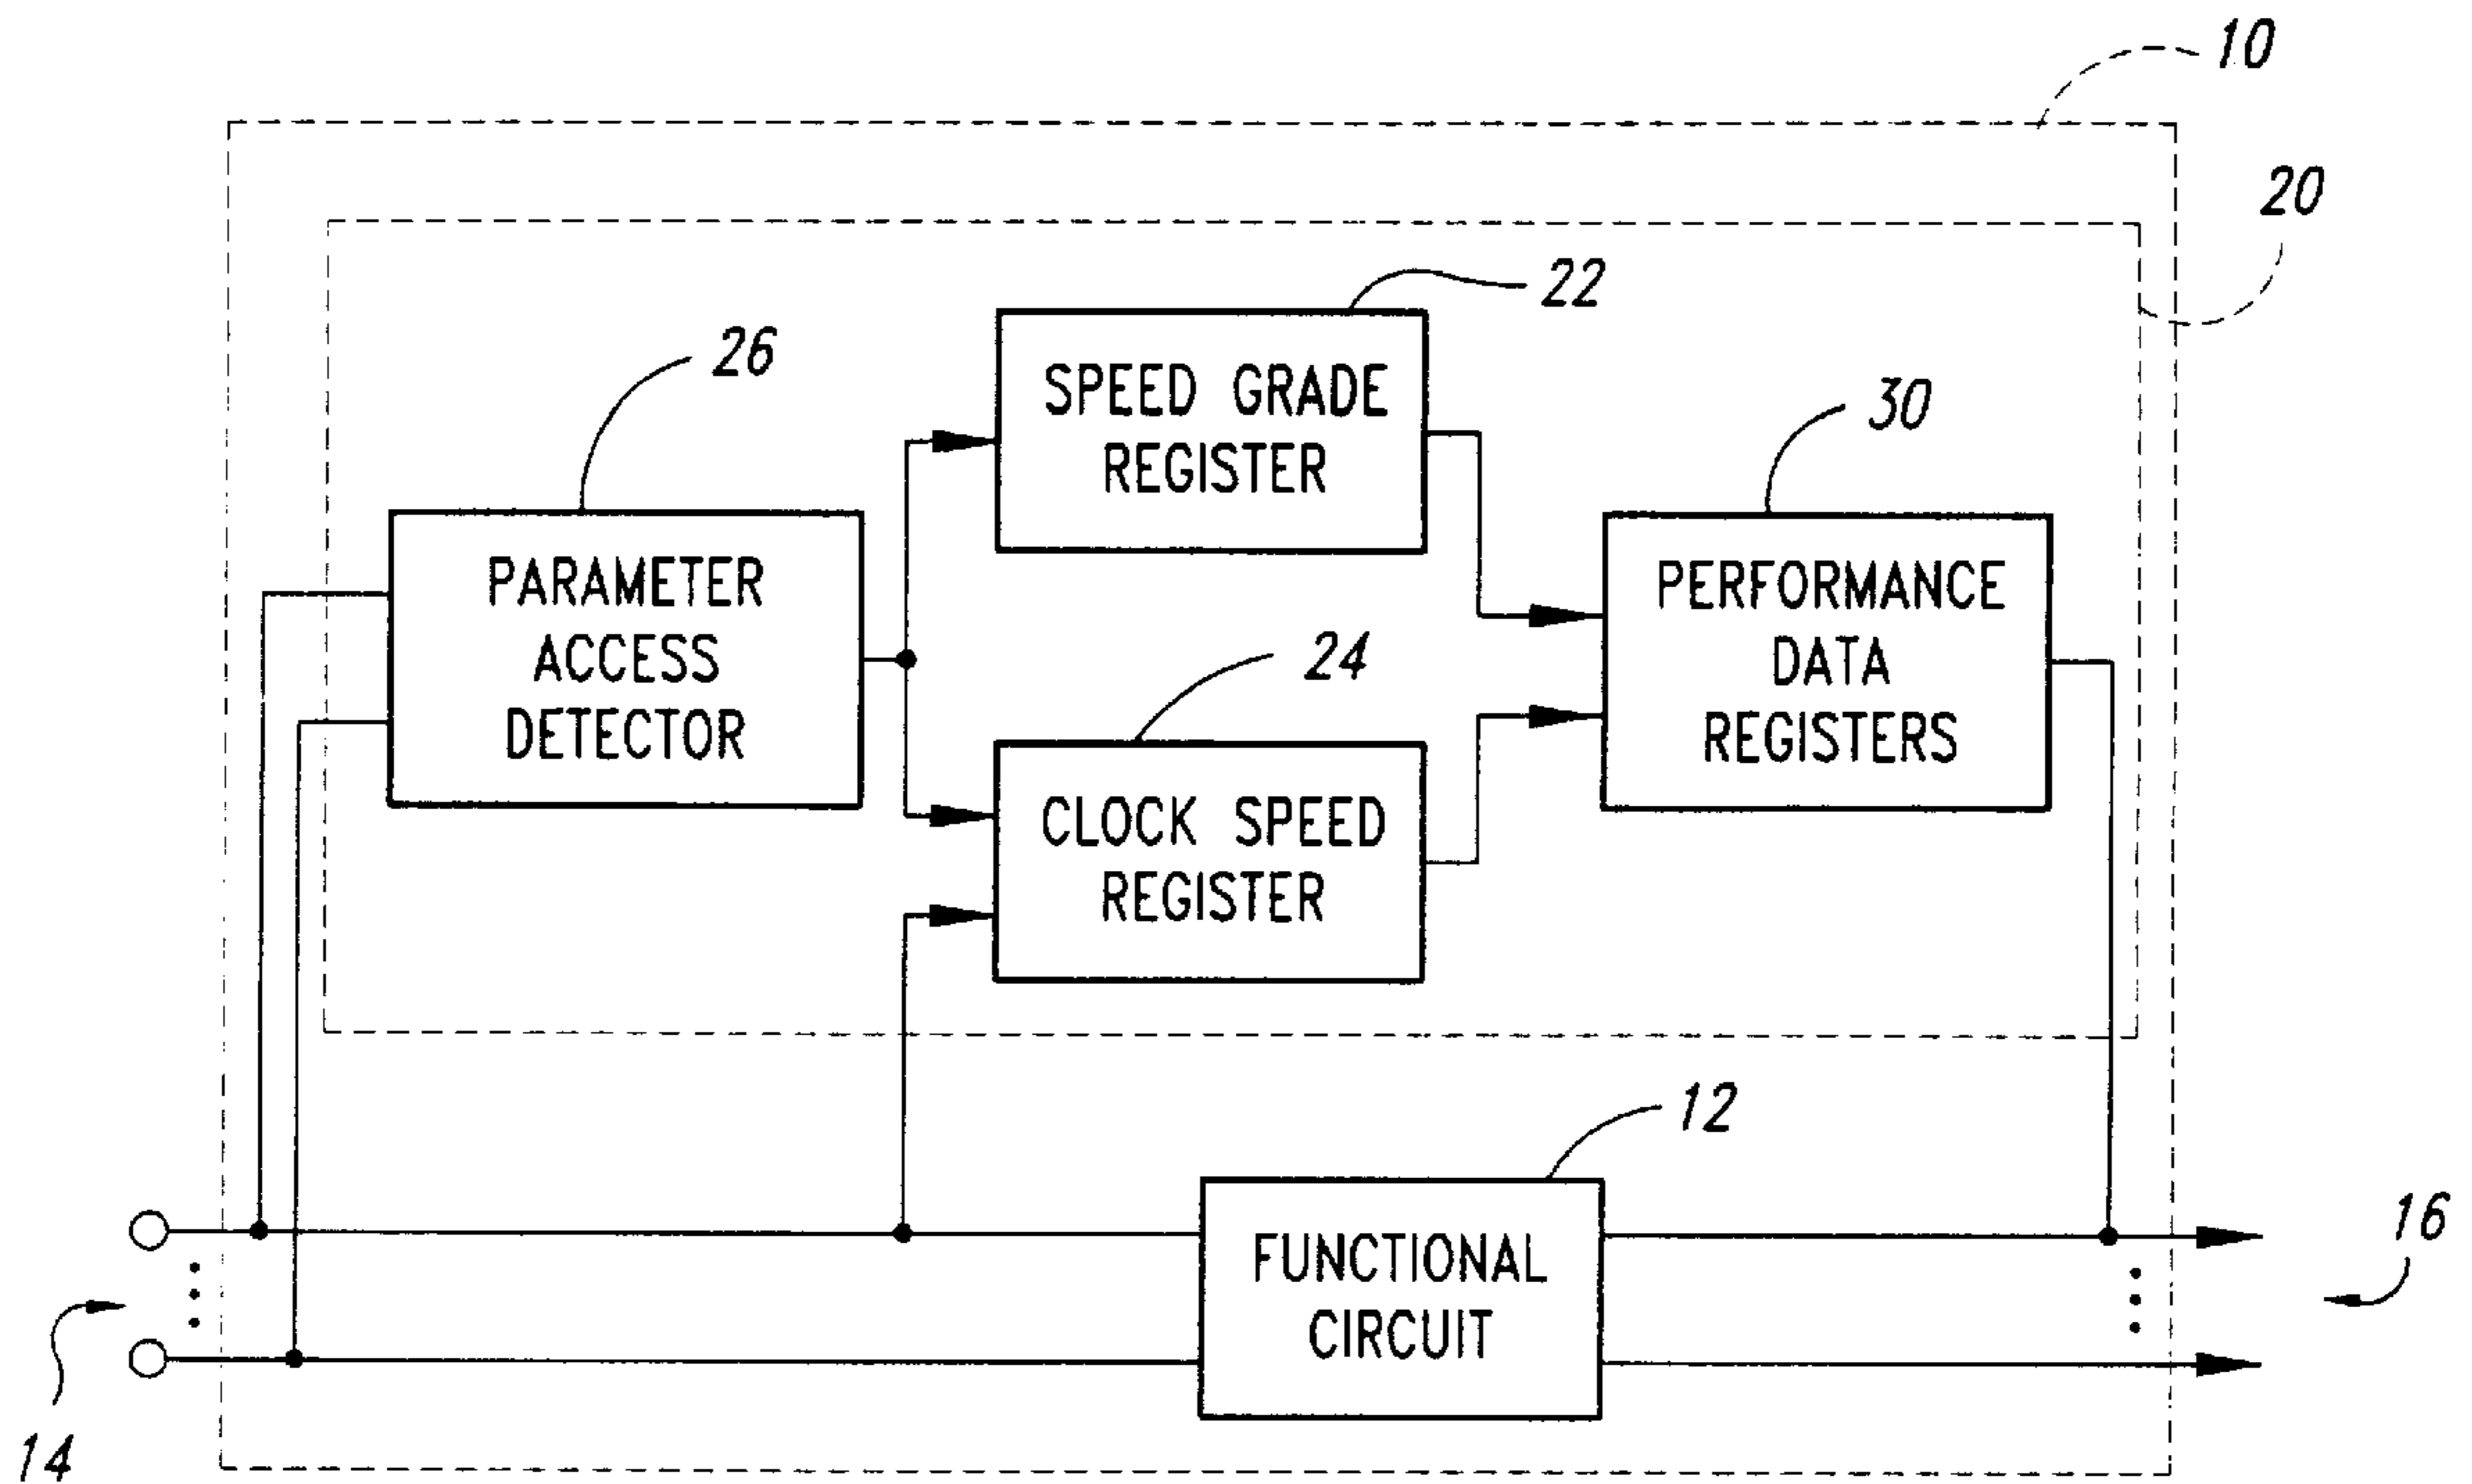 10
20
22
SPEED GRADE
REGISTER
26
30
PARAMETER
ACCESS
DETECTOR
PERFORMANCE
DATA
REGISTERS
24
CLOCK SPEED
REGISTER
12
FUNCTIONAL
CIRCUIT
16
14